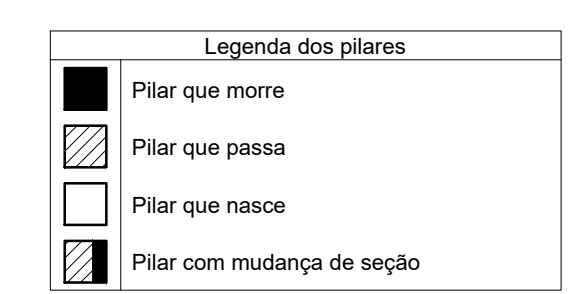 Legenda dos pilares
Pilar que morre
Pilar que passa
Pilar que nasce
Pilar com mudança de seção